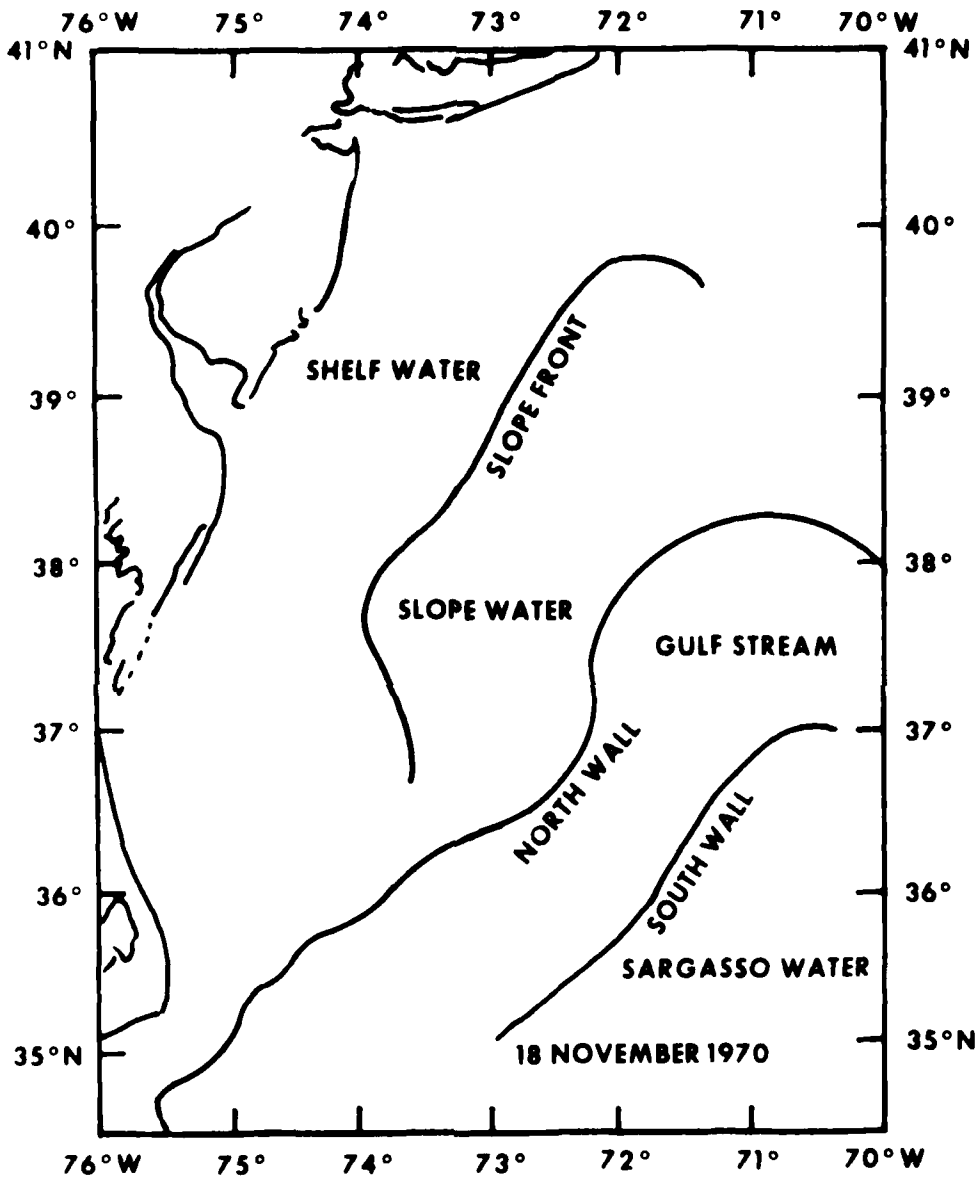 76°W 75° 74° 73° 72° 71° 70°W
41°N 41°N
40° 40°
SHELF WATER
SLOPE FRONT
39° 39°
38° 38°
SLOPE WATER
GULF STREAM
37° 37°
NORTH WALL
SOUTH WALL
36° 36°
SARGASSO WATER
35°N 35°N
18 NOVEMBER 1970
76°W 75° 74° 73° 72° 71° 70°W